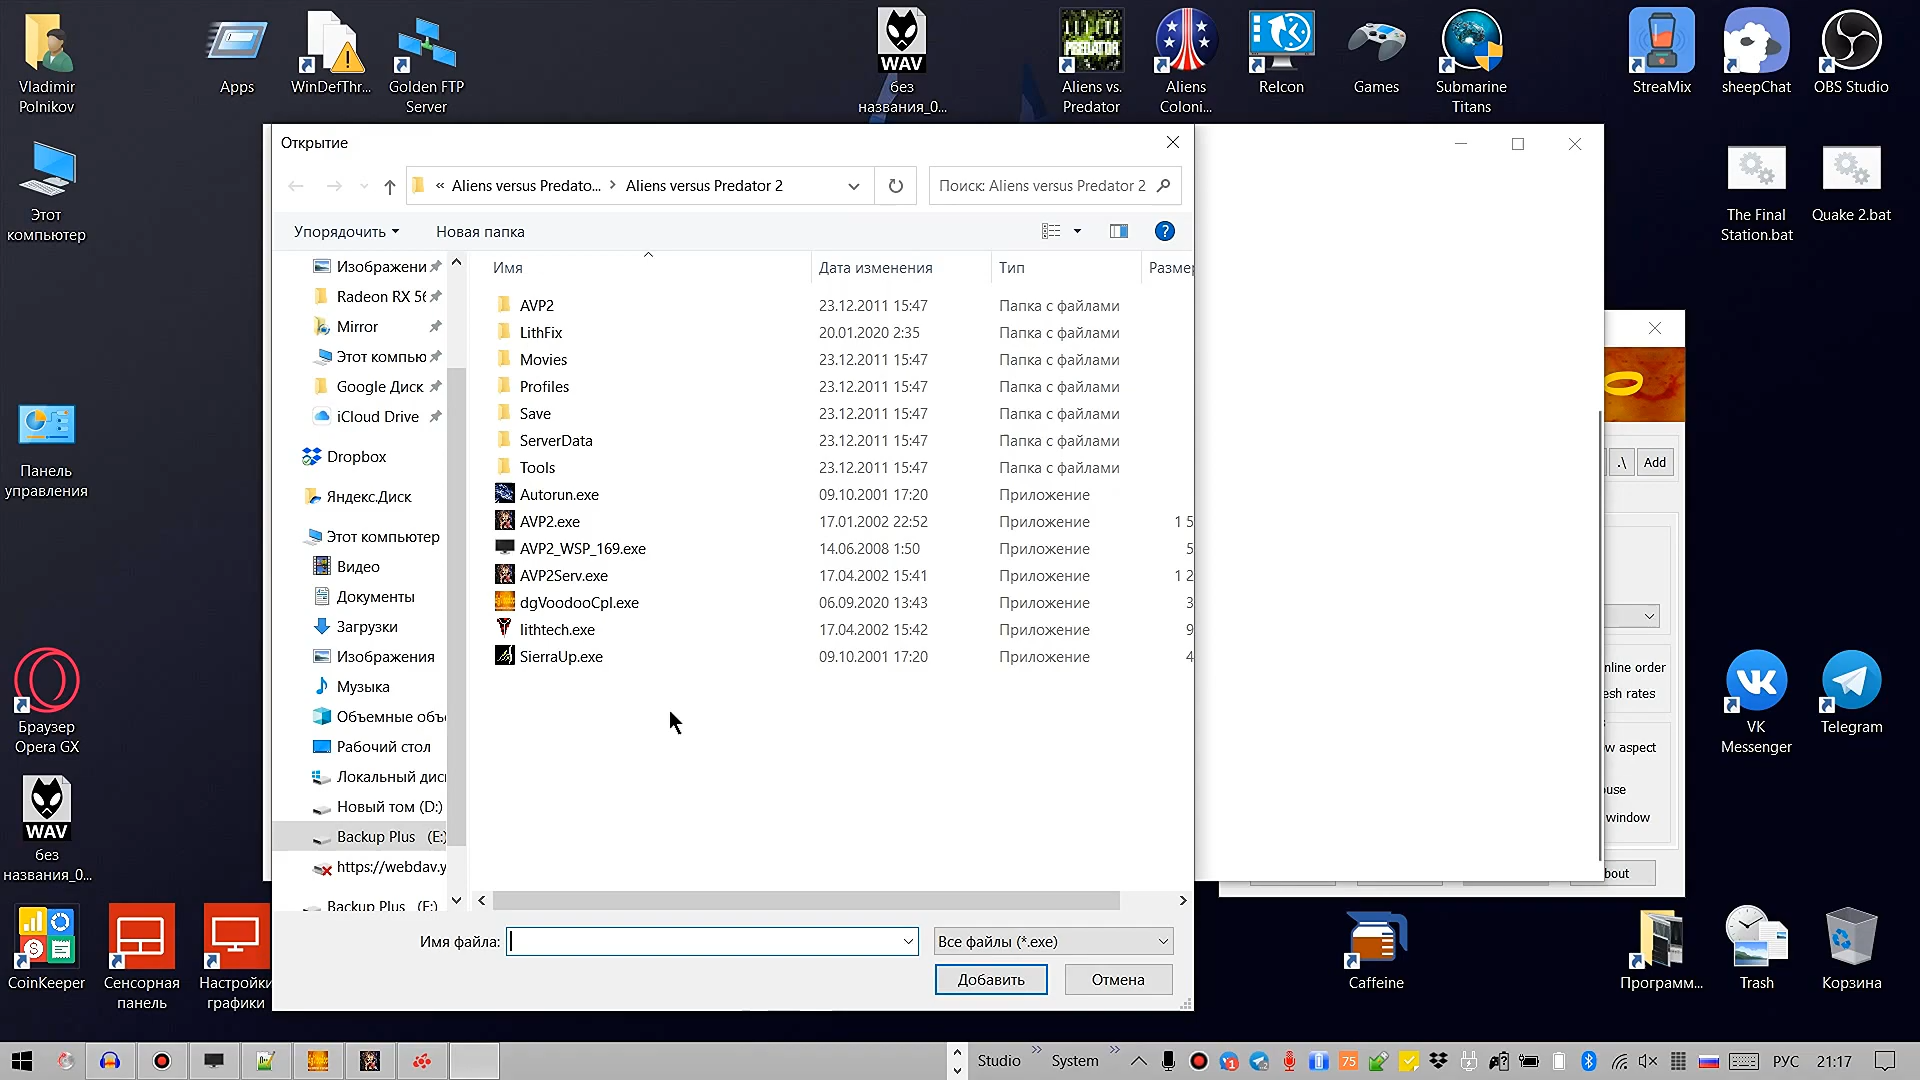 Vladimir
Polnikov
Apps
WinDefThr...
Golden FTP
Server
WAV
без
названия_0...
Aliens vs.
Predator
Aliens
Coloni...
ReIcon
Games
Submarine
Titans
StreaMix
sheepChat
OBS Studio
Этот
компьютер
The Final
Station.bat
Quake 2.bat
Панель
управления
Браузер
Opera GX
VK
Messenger
Telegram
WAV
без
названия_0...
CoinKeeper
Сенсорная
панель
Настройки
графики
Caffeine
Программ...
Trash
Корзина
Открытие
« Aliens versus Predato... > Aliens versus Predator 2
Поиск: Aliens versus Predator 2
Упорядочить
Новая папка
Имя
Дата изменения
Тип
Размер
Изображени
Radeon RX 56
Mirror
Этот компью
Google Диск
iCloud Drive
Dropbox
Яндекс.Диск
Этот компьютер
Видео
Документы
Загрузки
Изображения
Музыка
Объемные объ
Рабочий стол
Локальный дис
Новый том (D:)
Backup Plus (E:)
https://webdav.y
Backup Plus (E:)
AVP2 23.12.2011 15:47 Папка с файлами
LithFix 20.01.2020 2:35 Папка с файлами
Movies 23.12.2011 15:47 Папка с файлами
Profiles 23.12.2011 15:47 Папка с файлами
Save 23.12.2011 15:47 Папка с файлами
ServerData 23.12.2011 15:47 Папка с файлами
Tools 23.12.2011 15:47 Папка с файлами
Autorun.exe 09.10.2001 17:20 Приложение
AVP2.exe 17.01.2002 22:52 Приложение 1 5
AVP2_WSP_169.exe 14.06.2008 1:50 Приложение 5
AVP2Serv.exe 17.04.2002 15:41 Приложение 1 2
dgVoodooCpl.exe 06.09.2020 13:43 Приложение 3
lithtech.exe 17.04.2002 15:42 Приложение 9
SierraUp.exe 09.10.2001 17:20 Приложение 4
Имя файла:
Все файлы (*.exe)
Добавить
Отмена
.\
Add
nline order
esh rates
w aspect
ouse
window
bout
Studio
System
75
РУС
21:17